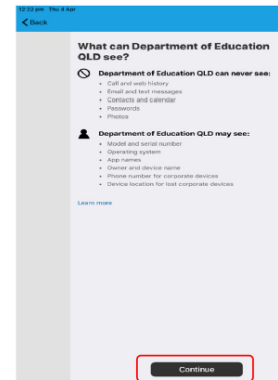 12:22 pm Thu 4 Apr
Back
What can Department of Education
QLD see?
Department of Education QLD can never see:
• Call and web history
• Email and text messages
• Contacts and calendar
• Passwords
• Photos
Department of Education QLD may see:
• Model and serial number
• Operating system
• App names
• Owner and device name
• Phone number for corporate devices
• Device location for lost corporate devices
Learn more
Continue